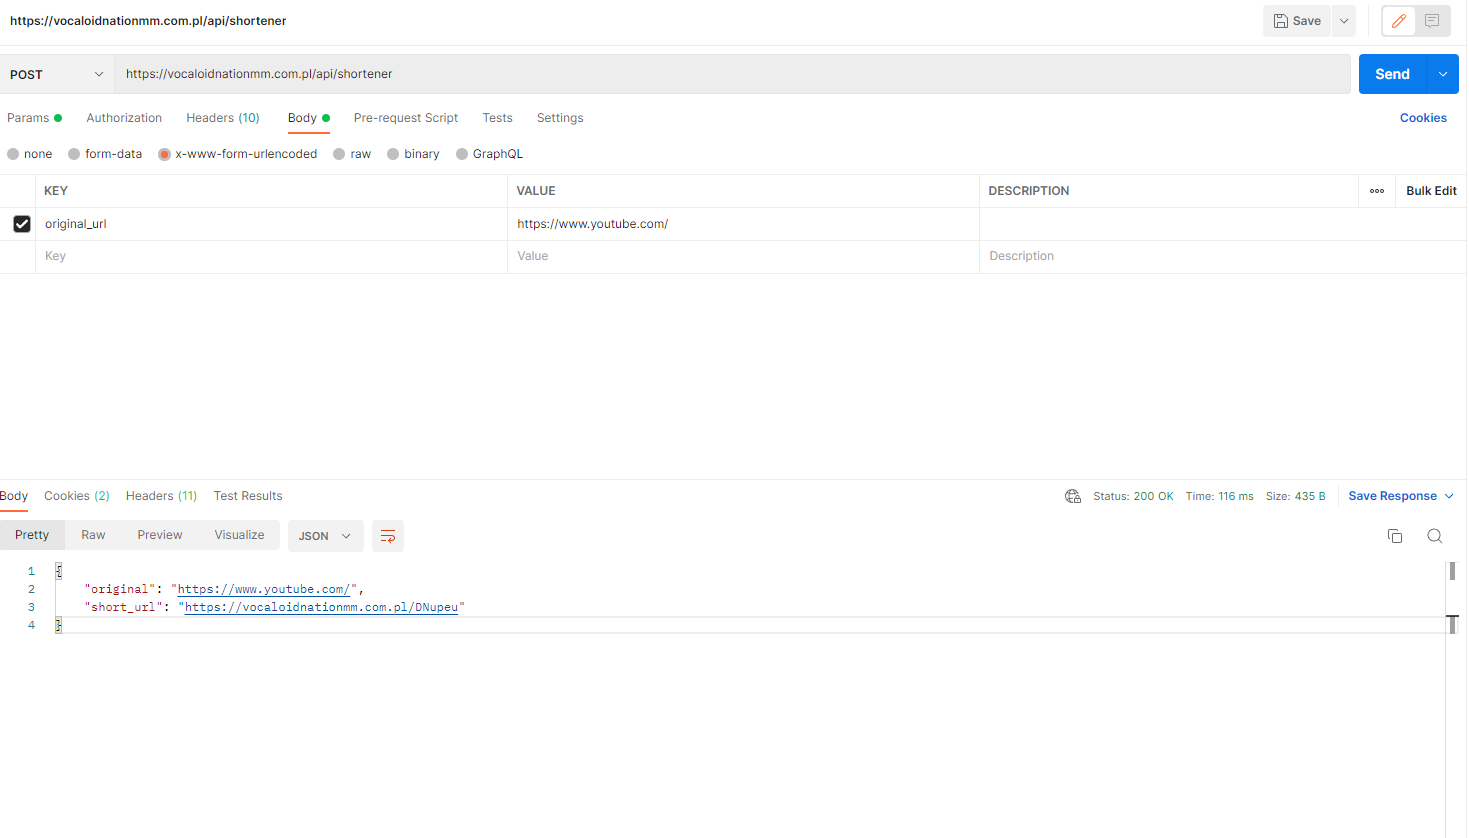 https://vocaloidnationmm.com.pl/api/shortener
Save
POST
https://vocaloidnationmm.com.pl/api/shortener
Send
Params
Authorization
Headers (10)
Body
Pre-request Script
Tests
Settings
Cookies
none
form-data
x-www-form-urlencoded
raw
binary
GraphQL
KEY
VALUE
DESCRIPTION
Bulk Edit
original_url
https://www.youtube.com/
Key
Value
Description
Body
Cookies (2)
Headers (11)
Test Results
Status: 200 OK
Time: 116 ms
Size: 435 B
Save Response
Pretty
Raw
Preview
Visualize
JSON
1 {
2 "original": "https://www.youtube.com/",
3 "short_url": "https://vocaloidnationmm.com.pl/DNupeu"
4 }